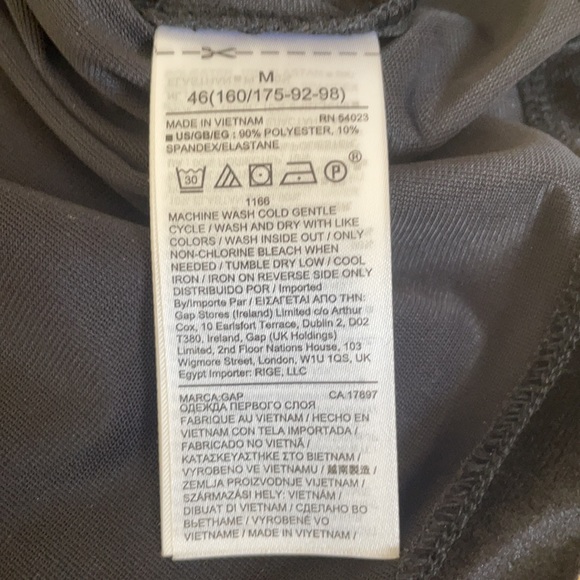 M
46(160/175-92-98)
MADE IN VIETNAM RN 54023
■ US/GB/EG : 90% POLYESTER, 10%
SPANDEX/ELASTANE
30 P ®
1166
MACHINE WASH COLD GENTLE
CYCLE / WASH AND DRY WITH LIKE
COLORS / WASH INSIDE OUT / ONLY
NON-CHLORINE BLEACH WHEN
NEEDED / TUMBLE DRY LOW / COOL
IRON / IRON ON REVERSE SIDE ONLY
DISTRIBUIDO POR / Imported
By/Importe Par / ΕΙΣΑΓΕΤΑΙ ΑΠΟ ΤΗΝ:
Gap Stores (Ireland) Limited c/o Arthur
Cox, 10 Earlsfort Terrace, Dublin 2, D02
T380, Ireland, Gap (UK Holdings)
Limited, 2nd Floor Nations House, 103
Wigmore Street, London, W1U 1QS, UK
Egypt Importer: RIGE, LLC
MARCA:GAP CA:17897
ОДЕЖДА ПЕРВОГО СЛОЯ
FABRIQUE AU VIETNAM / HECHO EN
VIETNAM CON TELA IMPORTADA /
FABRICADO NO VIETNÃ /
ΚΑΤΑΣΚΕΥΑΣΤΗΚΕ ΣΤΟ ΒΙΕΤΝΑΜ /
VYROBENO VE VIETNAMU / 越南製造 /
ZEMLJA PROIZVODNJE VIJETNAM /
SZÁRMAZÁSI HELY: VIETNÁM /
DIBUAT DI VIETNAM / СДЕЛАНО ВО
ВЬЕТНАМЕ / VYROBENÉ VO
VIETNAME / MADE IN VIYETNAM /